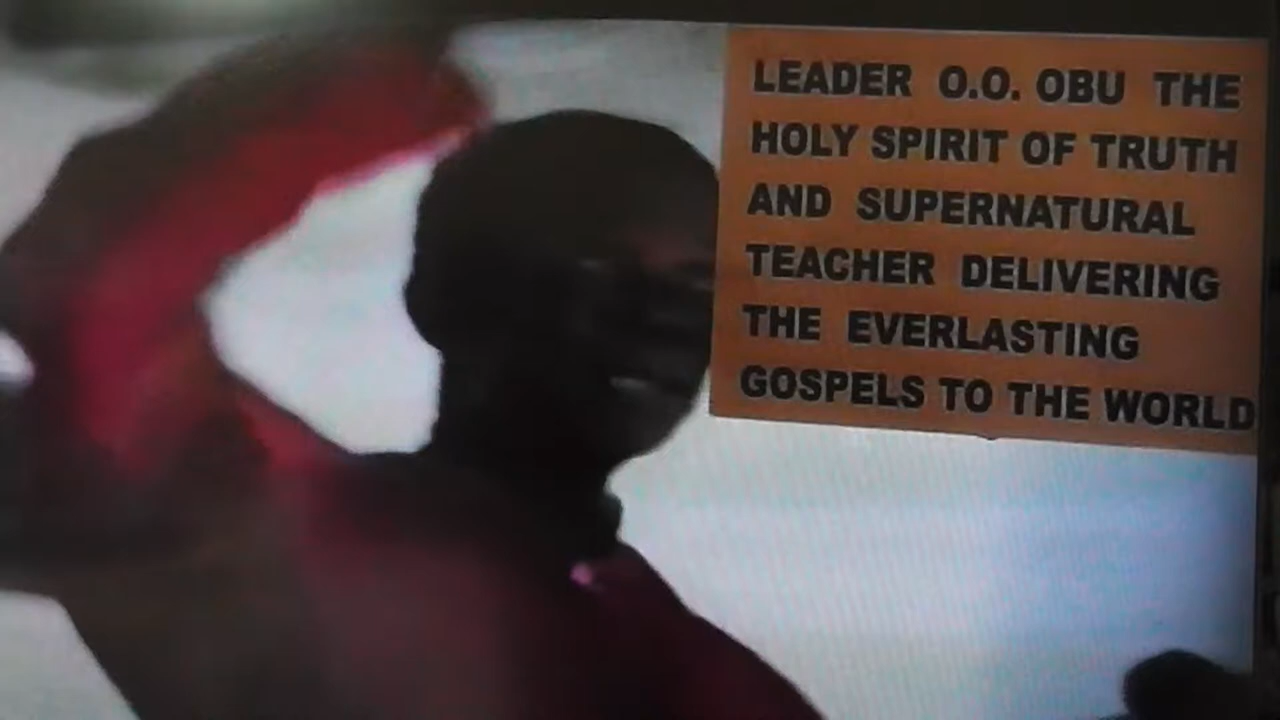 LEADER O.O. OBU THE
HOLY SPIRIT OF TRUTH
AND SUPERNATURAL
TEACHER DELIVERING
THE EVERLASTING
GOSPELS TO THE WORLD